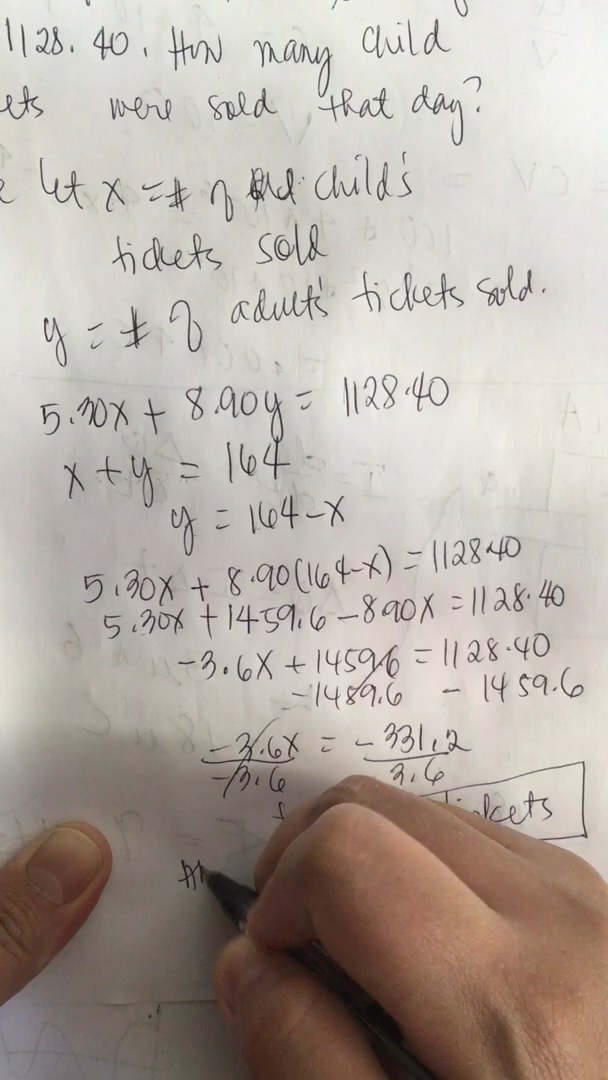 1128.40. How many child
ets were sold that day?
let x = # of child's
tickets sold
y = # of adult's tickets sold.
5.30x + 8.90y = 1128.40
x + y = 164
y = 164-x
5.30x + 8.90(164-x) = 1128.40
5.30x + 1459.6 - 8.90x = 1128.40
-3.6x + 1459.6 = 1128.40
-1459.6 - 1459.6
-3.6x = -331.2
-3.6 3.6
ckets